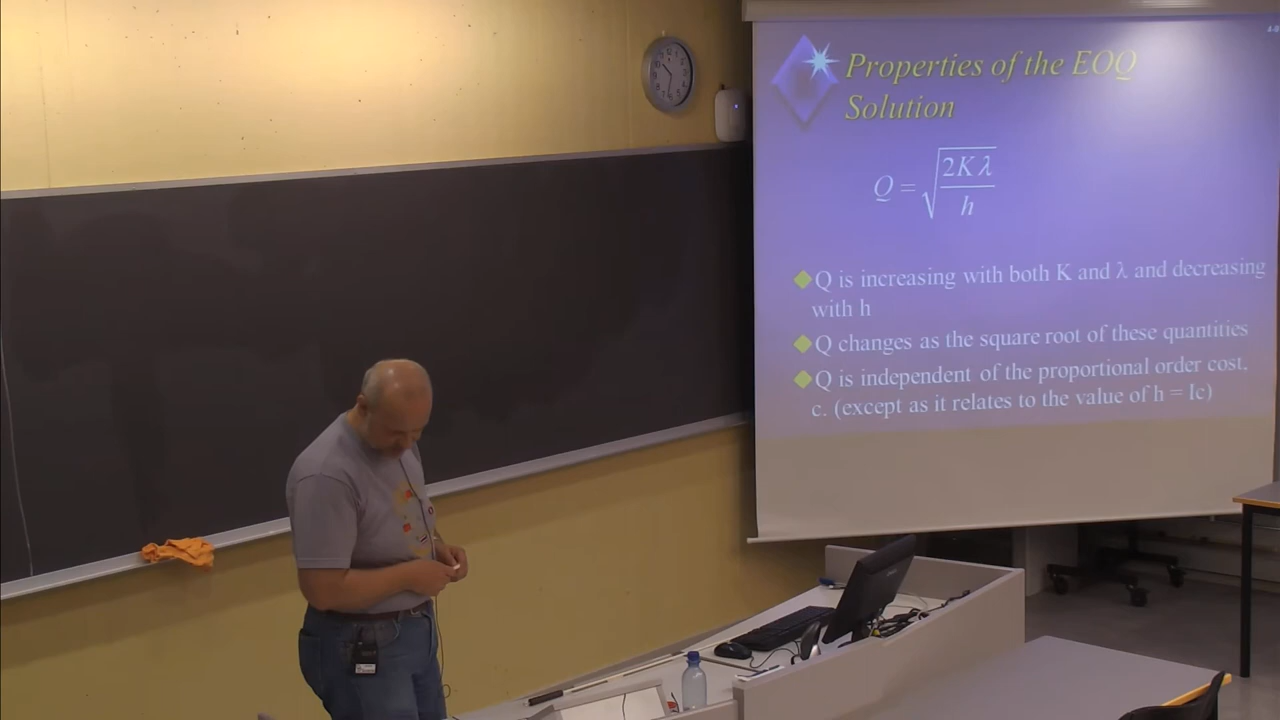 Properties of the EOQ
Solution
Q = √(2Kλ / h)
Q is increasing with both K and λ and decreasing
with h
Q changes as the square root of these quantities
Q is independent of the proportional order cost,
c. (except as it relates to the value of h = Ic)